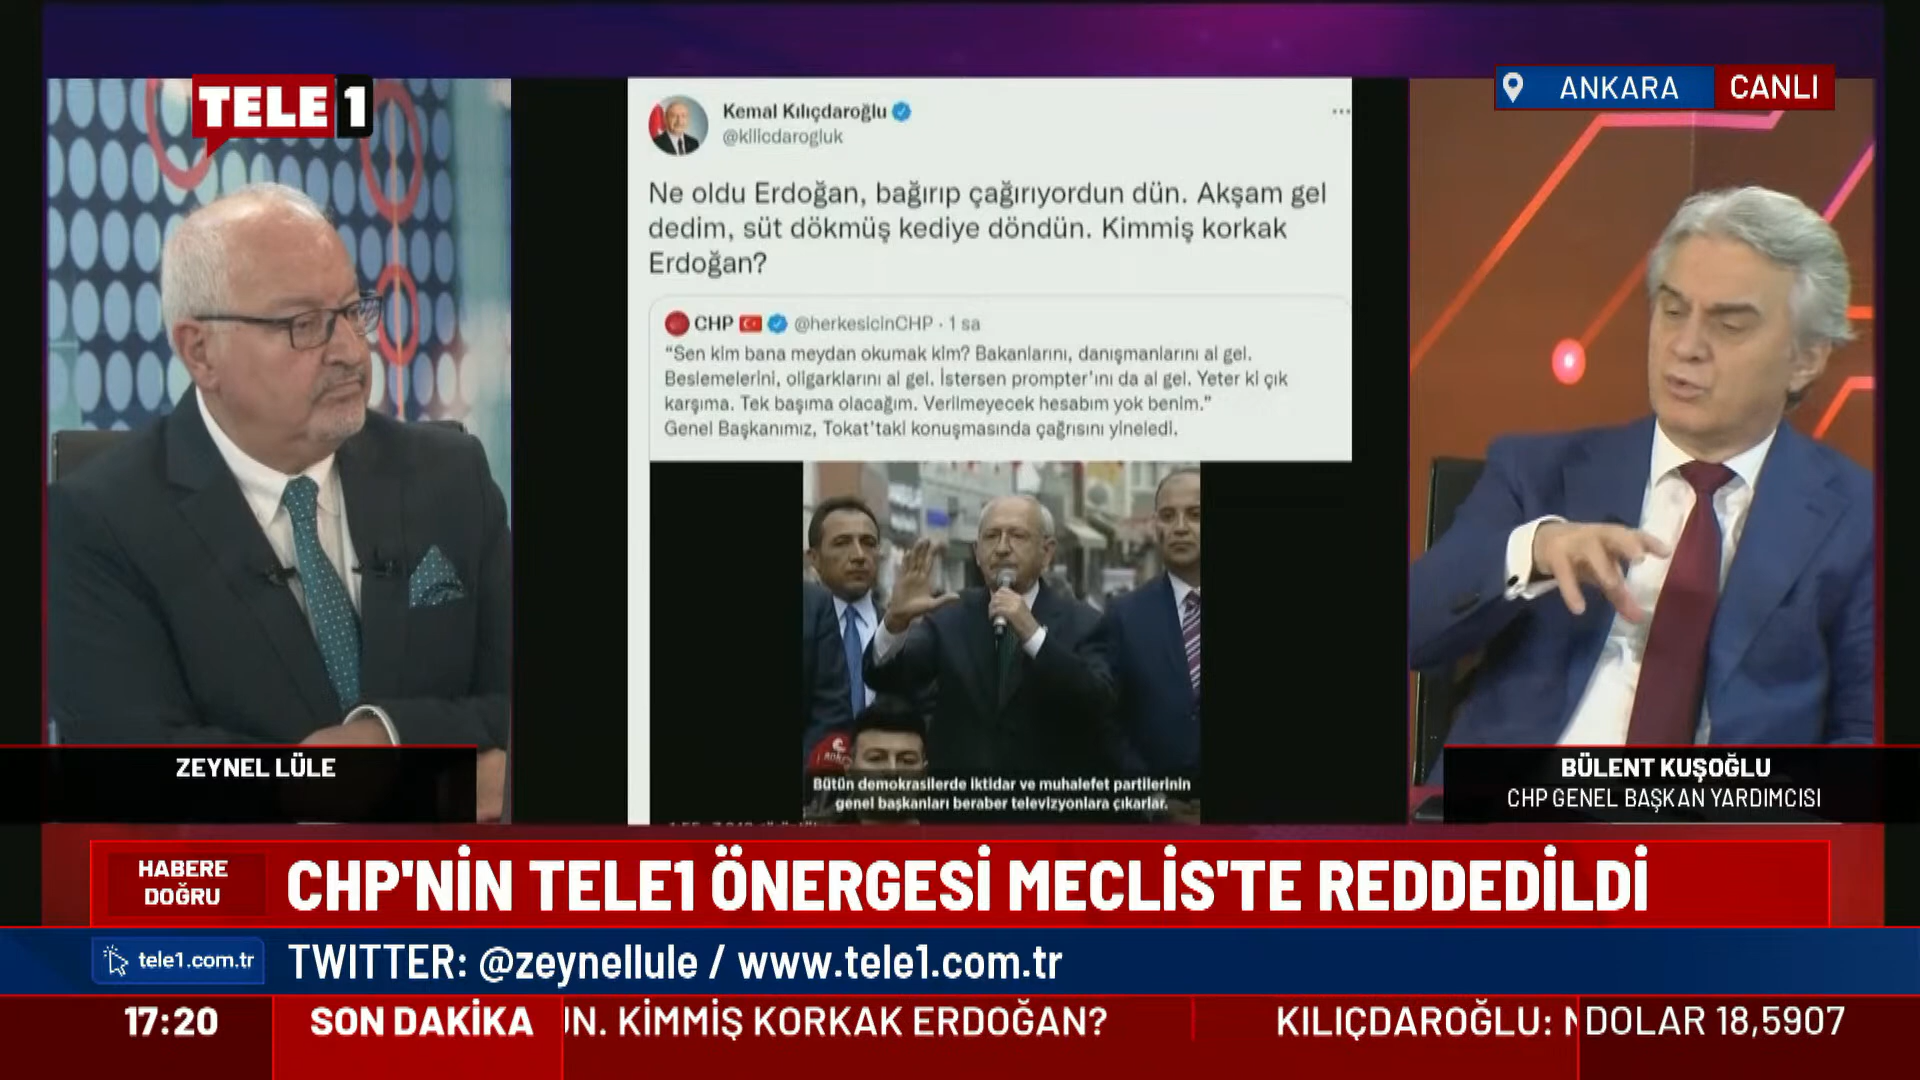 TELE 1
ANKARA
CANLI
Kemal Kılıçdaroğlu
@kilicdarogluk
Ne oldu Erdoğan, bağırıp çağırıyordun dün. Akşam gel
dedim, süt dökmüş kediye döndün. Kimmiş korkak
Erdoğan?
CHP @herkesicinCHP · 1 sa
“Sen kim bana meydan okumak kim? Bakanlarını, danışmanlarını al gel.
Beslemelerini, oligarklarını al gel. İstersen prompter’ını da al gel. Yeter ki çık
karşıma. Tek başıma olacağım. Verilmeyecek hesabım yok benim.”
Genel Başkanımız, Tokat’taki konuşmasında çağrısını yineledi.
Bütün demokrasilerde iktidar ve muhalefet partilerinin
genel başkanları beraber televizyonlara çıkarlar.
ZEYNEL LÜLE
BÜLENT KUŞOĞLU
CHP GENEL BAŞKAN YARDIMCISI
HABERE
DOĞRU
CHP'NİN TELE1 ÖNERGESİ MECLİS'TE REDDEDİLDİ
tele1.com.tr
TWITTER: @zeynellule / www.tele1.com.tr
17:20
SON DAKİKA
UN. KİMMİŞ KORKAK ERDOĞAN?
KILIÇDAROĞLU: N
DOLAR 18,5907